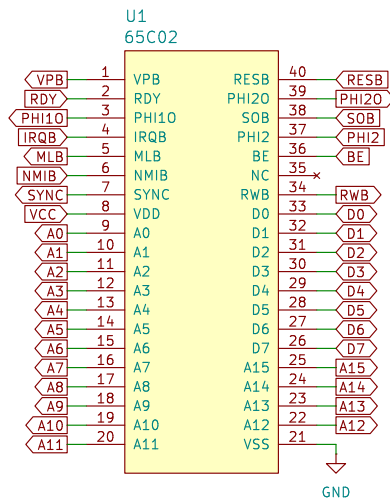 U1
65C02
VPB 1 VPB RESB 40 RESB
RDY 2 RDY PHI2O 39 PHI2O
PHI1O 3 PHI1O SOB 38 SOB
IRQB 4 IRQB PHI2 37 PHI2
MLB 5 MLB BE 36 BE
NMIB 6 NMIB NC 35
SYNC 7 SYNC RWB 34 RWB
VCC 8 VDD D0 33 D0
A0 9 A0 D1 32 D1
A1 10 A1 D2 31 D2
A2 11 A2 D3 30 D3
A3 12 A3 D4 29 D4
A4 13 A4 D5 28 D5
A5 14 A5 D6 27 D6
A6 15 A6 D7 26 D7
A7 16 A7 A15 25 A15
A8 17 A8 A14 24 A14
A9 18 A9 A13 23 A13
A10 19 A10 A12 22 A12
A11 20 A11 VSS 21
GND